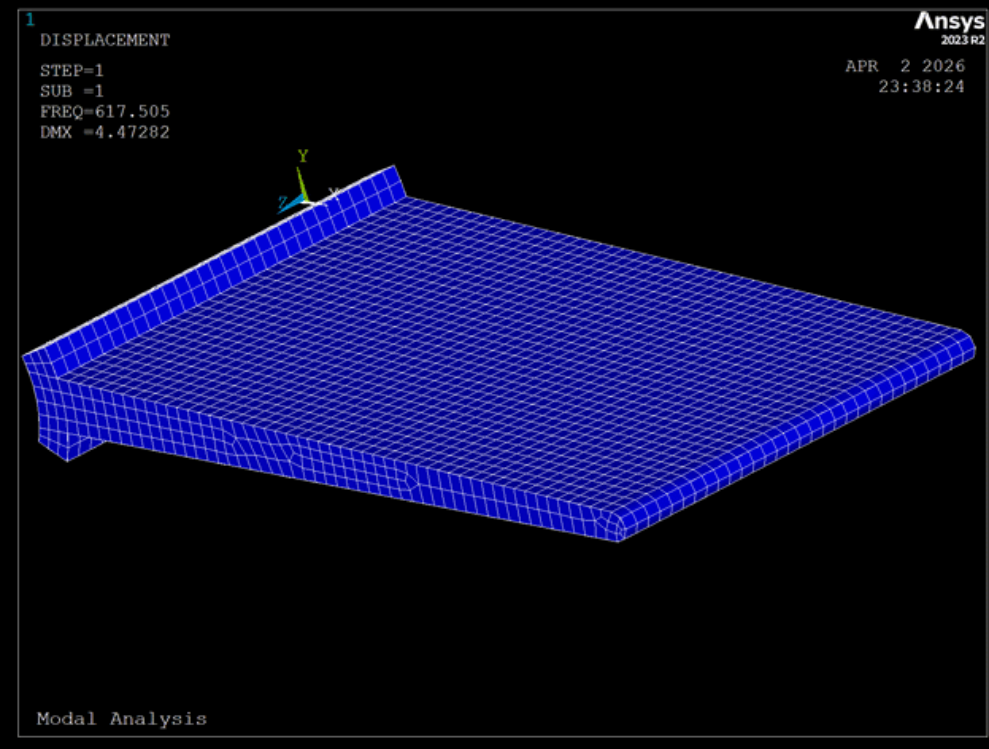 1
DISPLACEMENT
STEP=1
SUB =1
FREQ=617.505
DMX =4.47282
Ansys
2023 R2
APR 2 2026
23:38:24
Y
Z
X
Modal Analysis